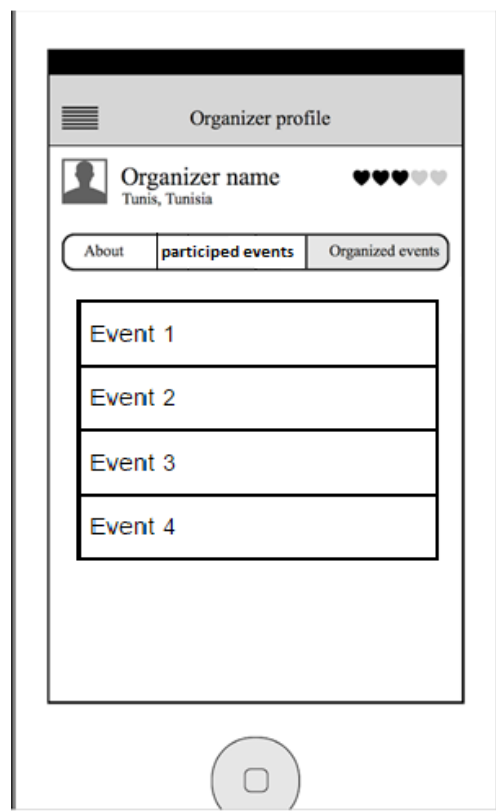 Organizer profile
Organizer name
Tunis, Tunisia
About participed events Organized events
Event 1
Event 2
Event 3
Event 4